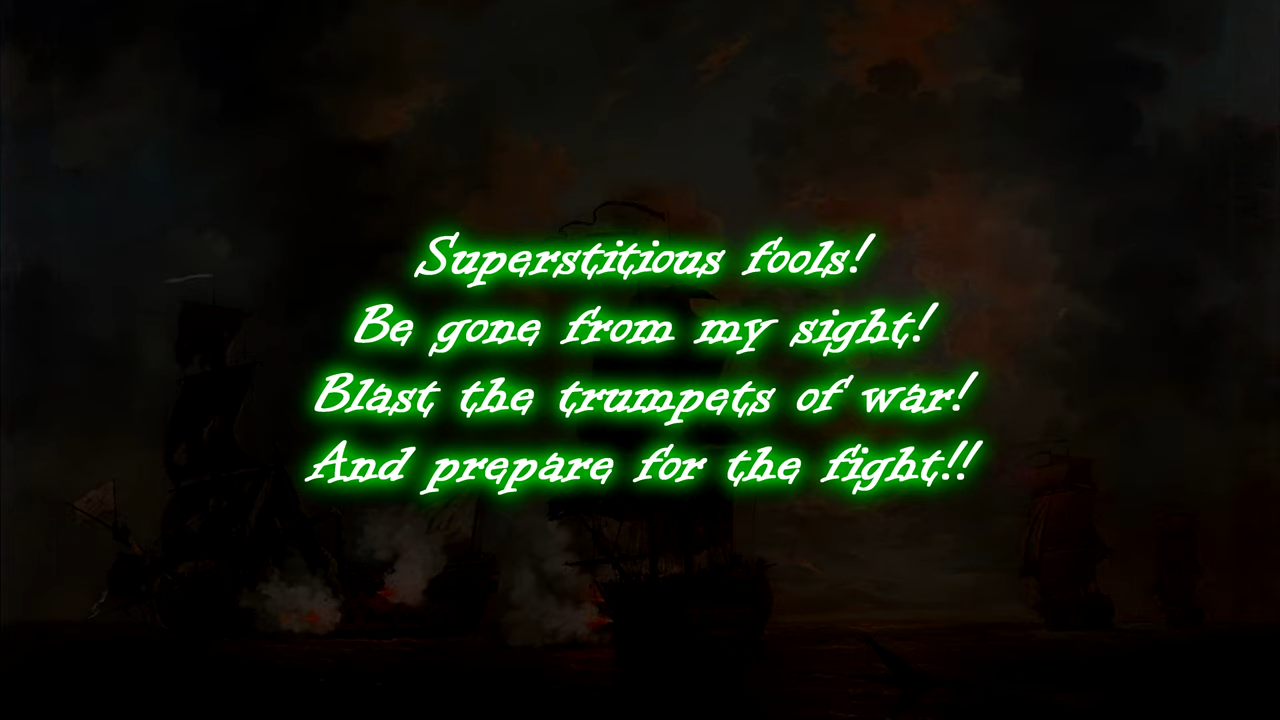 Superstitious fools!
Be gone from my sight!
Blast the trumpets of war!
And prepare for the fight!!